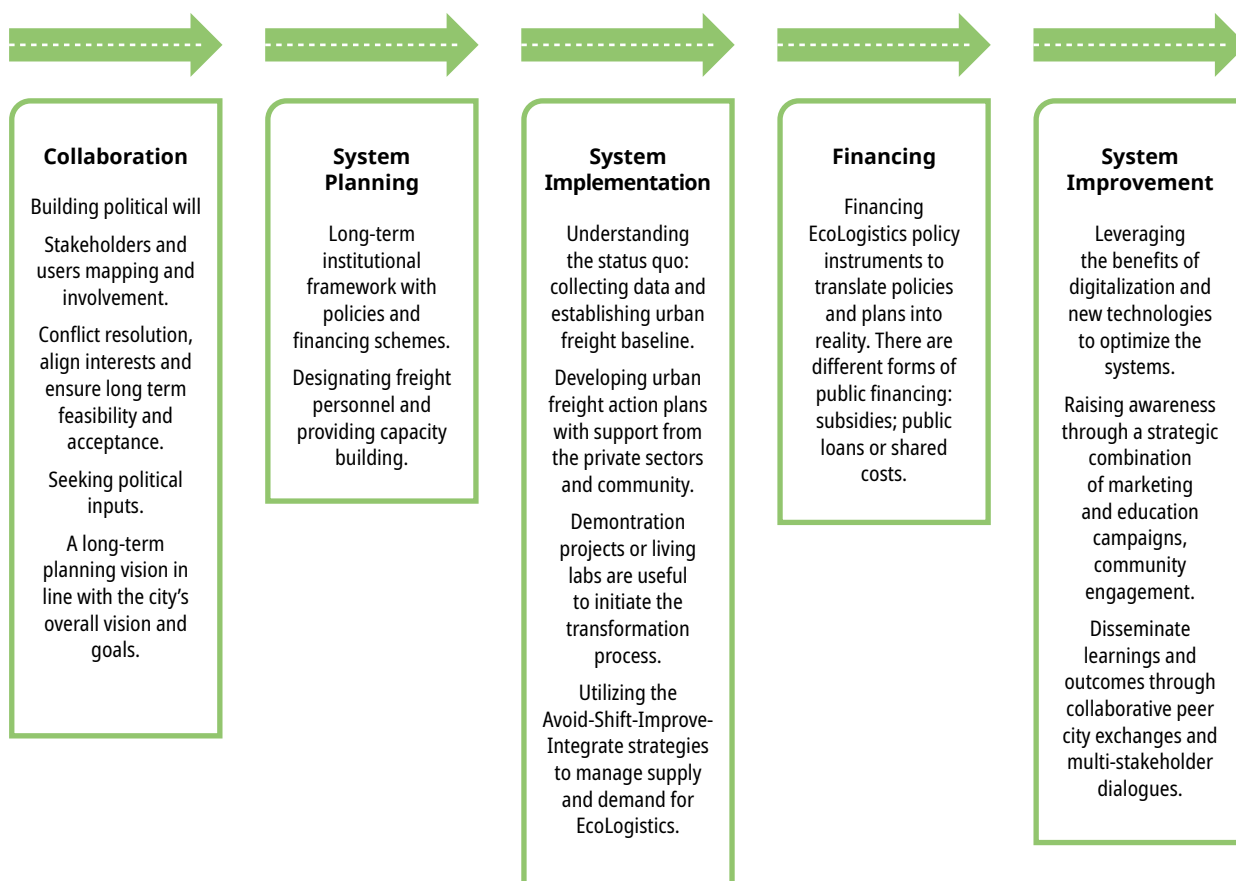 Collaboration
Building political will
Stakeholders and
users mapping and
involvement.
Conflict resolution,
align interests and
ensure long term
feasibility and
acceptance.
Seeking political
inputs.
A long-term
planning vision in
line with the city's
overall vision and
goals.
System
Planning
Long-term
institutional
framework with
policies and
financing schemes.
Designating freight
personnel and
providing capacity
building.
System
Implementation
Understanding
the status quo:
collecting data and
establishing urban
freight baseline.
Developing urban
freight action plans
with support from
the private sectors
and community.
Demontration
projects or living
labs are useful
to initiate the
transformation
process.
Utilizing the
Avoid-Shift-Improve-
Integrate strategies
to manage supply
and demand for
EcoLogistics.
Financing
Financing
EcoLogistics policy
instruments to
translate policies
and plans into
reality. There are
different forms of
public financing:
subsidies; public
loans or shared
costs.
System
Improvement
Leveraging
the benefits of
digitalization and
new technologies
to optimize the
systems.
Raising awareness
through a strategic
combination
of marketing
and education
campaigns,
community
engagement.
Disseminate
learnings and
outcomes through
collaborative peer
city exchanges and
multi-stakeholder
dialogues.